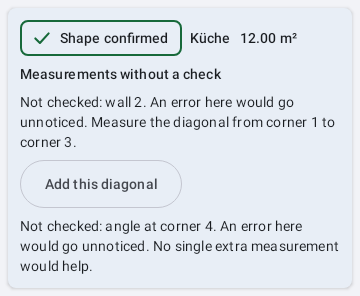 Shape confirmed Küche 12.00 m²
Measurements without a check
Not checked: wall 2. An error here would go
unnoticed. Measure the diagonal from corner 1 to
corner 3.
Add this diagonal
Not checked: angle at corner 4. An error here
would go unnoticed. No single extra measurement
would help.